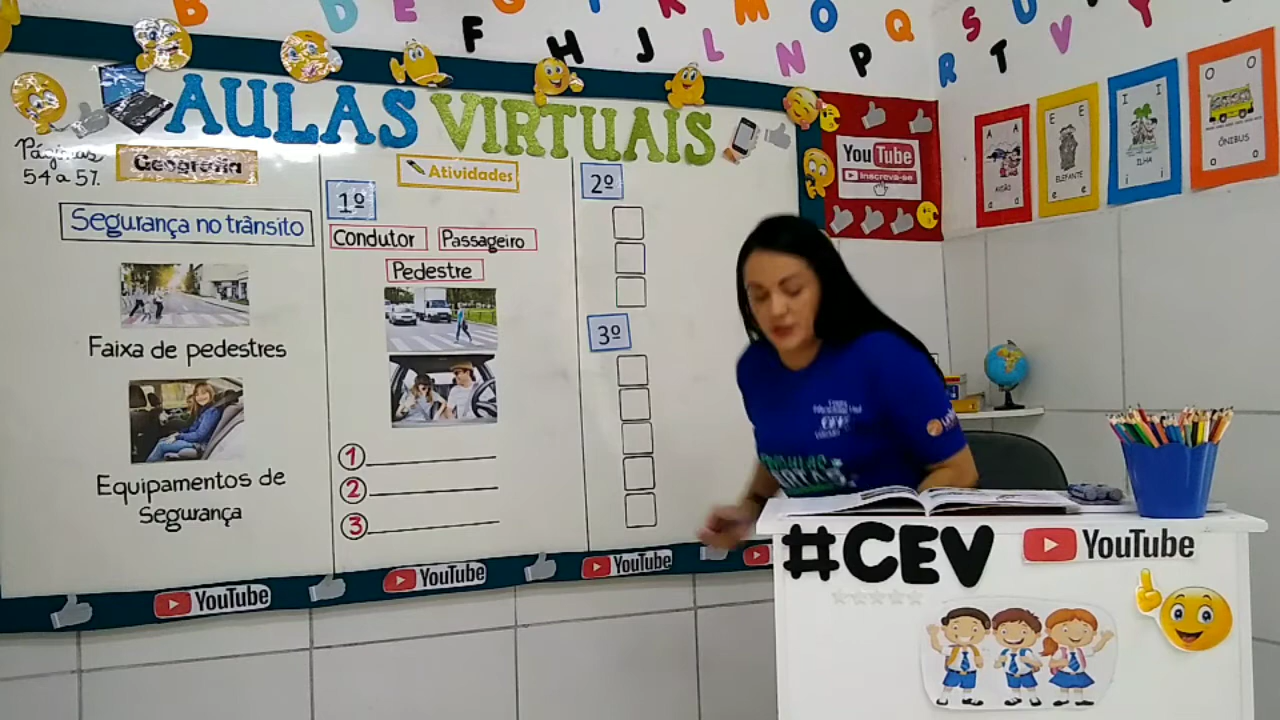 B D E
F H J L M N O P Q R S T U V Y
AULAS VIRTUAIS
Páginas
54 a 57.
Geografia
Segurança no trânsito
Faixa de pedestres
Equipamentos de
Segurança
Atividades
1º
Condutor
Passageiro
Pedestre
1
2
3
2º
3º
YouTube
Inscreva-se
A A
AVIÃO
a a
E E
ELEFANTE
e e
I I
ILHA
i i
O O
ÔNIBUS
o o
YouTube
YouTube
YouTube
#CEV
YouTube